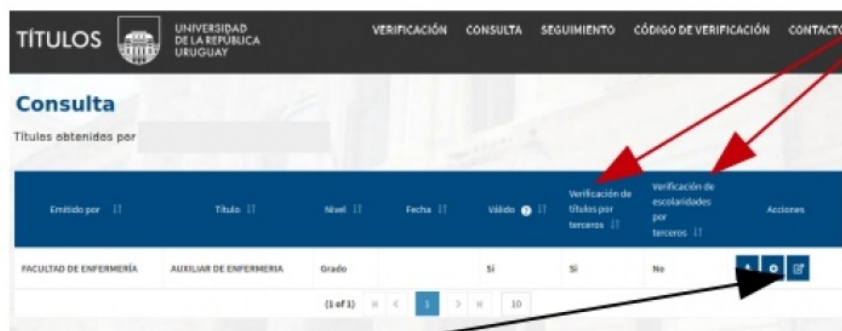 TÍTULOS
UNIVERSIDAD
DE LA REPÚBLICA
URUGUAY
VERIFICACIÓN CONSULTA SEGUIMIENTO CÓDIGO DE VERIFICACIÓN CONTACTO
Consulta
Títulos obtenidos por
Emitido por Título Nivel Fecha Válido ? Verificación de títulos por terceros Verificación de escolaridades por terceros Acciones
FACULTAD DE ENFERMERÍA AUXILIAR DE ENFERMERIA Grado Si Si No
(1 of 1) 1 10